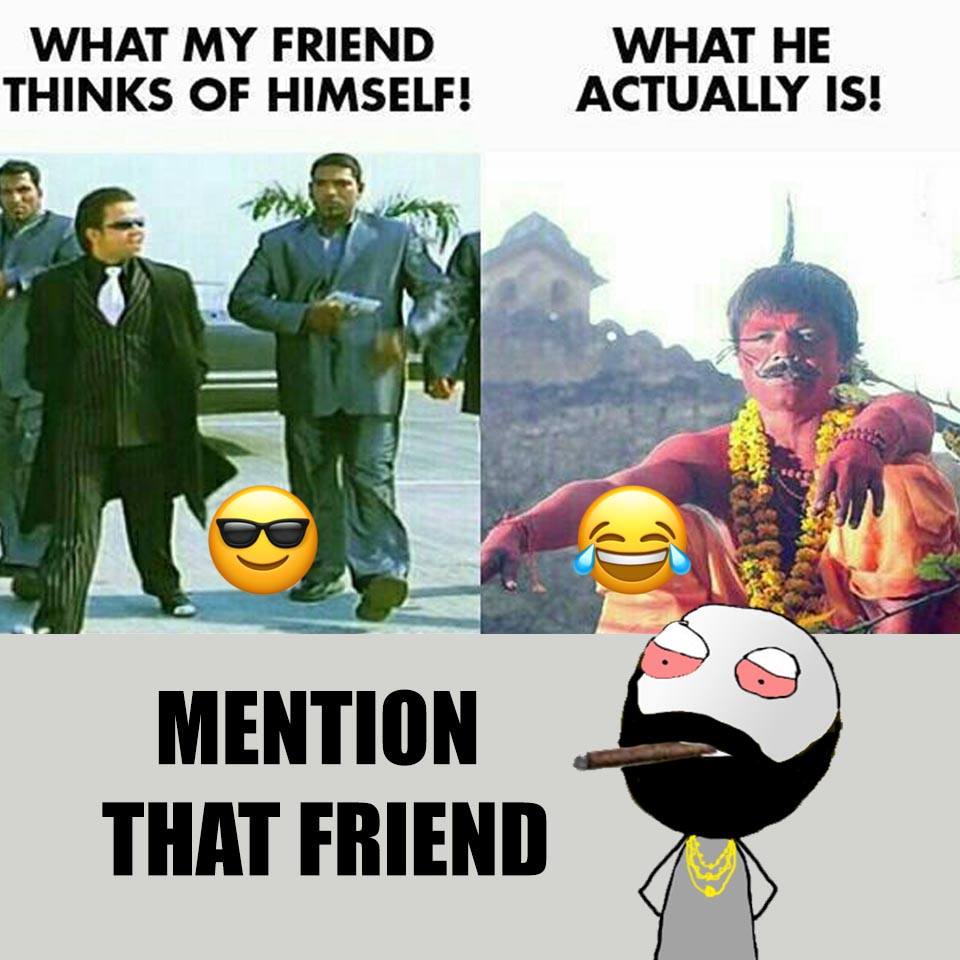 WHAT MY FRIEND
THINKS OF HIMSELF!
WHAT HE
ACTUALLY IS!
MENTION
THAT FRIEND